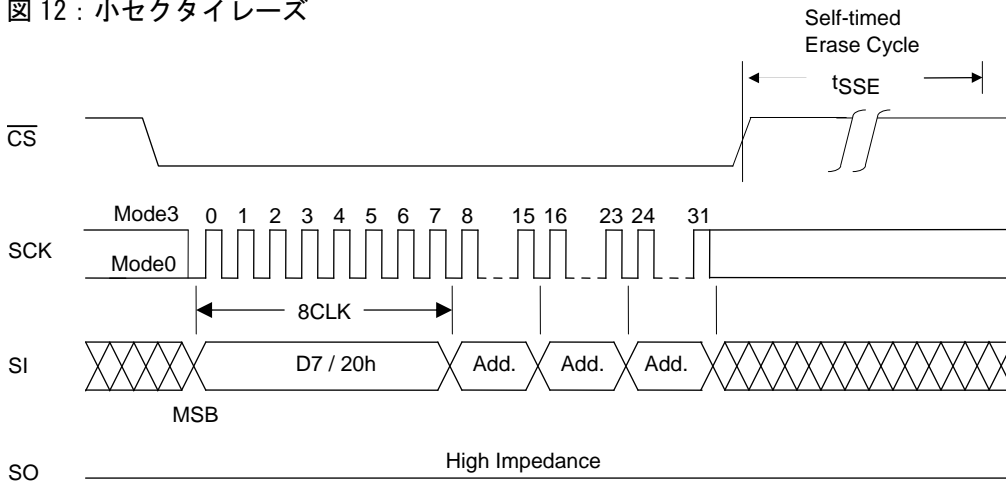 図 12 : 小セクタイレーズ
Self-timed
Erase Cycle
tSSE
CS
Mode3 0 1 2 3 4 5 6 7 8 15 16 23 24 31
SCK
Mode0
8CLK
SI D7 / 20h Add. Add. Add.
MSB
High Impedance
SO